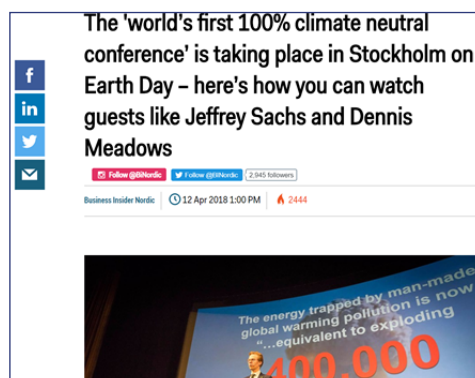 The 'world's first 100% climate neutral
conference' is taking place in Stockholm on
Earth Day – here's how you can watch
guests like Jeffrey Sachs and Dennis
Meadows
Follow @BiNordic Follow @BiNordic 2,945 followers
Business Insider Nordic 12 Apr 2018 1:00 PM 2444
The energy trapped by man-made
global warming pollution is now
"...equivalent to exploding
400,000